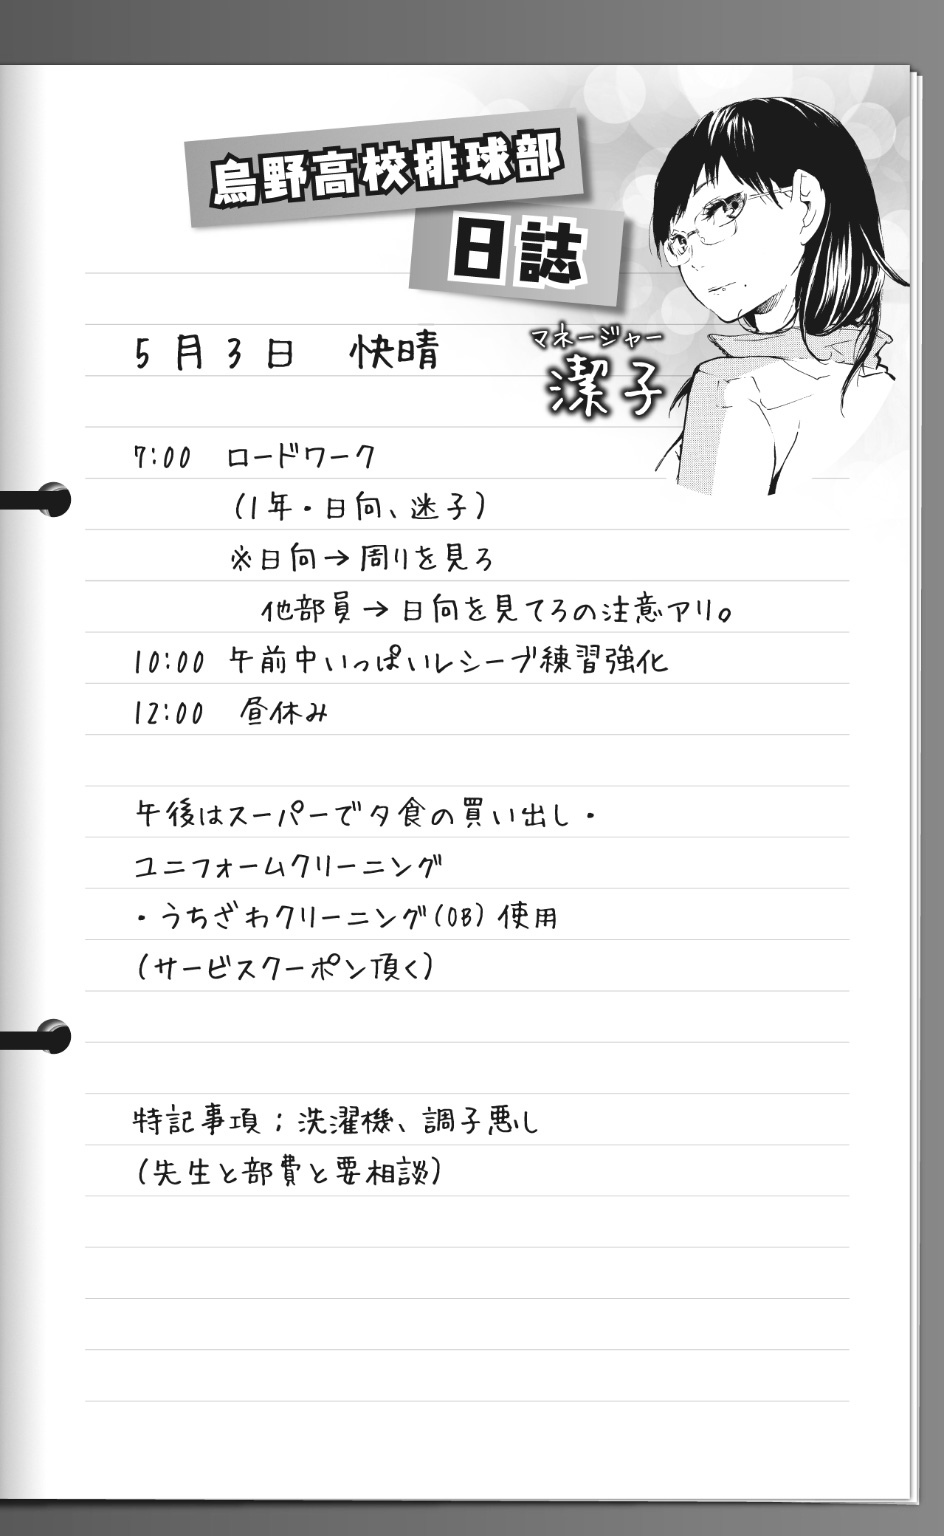 烏野高校排球部
日誌
マネージャー
潔子
5月3日 快晴
7:00 ロードワーク
(1年・日向、迷子)
※日向→周りを見ろ
他部員→日向を見てろの注意アリ。
10:00 午前中いっぱいレシーブ練習強化
12:00 昼休み
午後はスーパーで夕食の買い出し・
ユニフォームクリーニング
・うちざわクリーニング(OB)使用
(サービスクーポン頂く)
特記事項;洗濯機、調子悪し
(先生と部費と要相談)